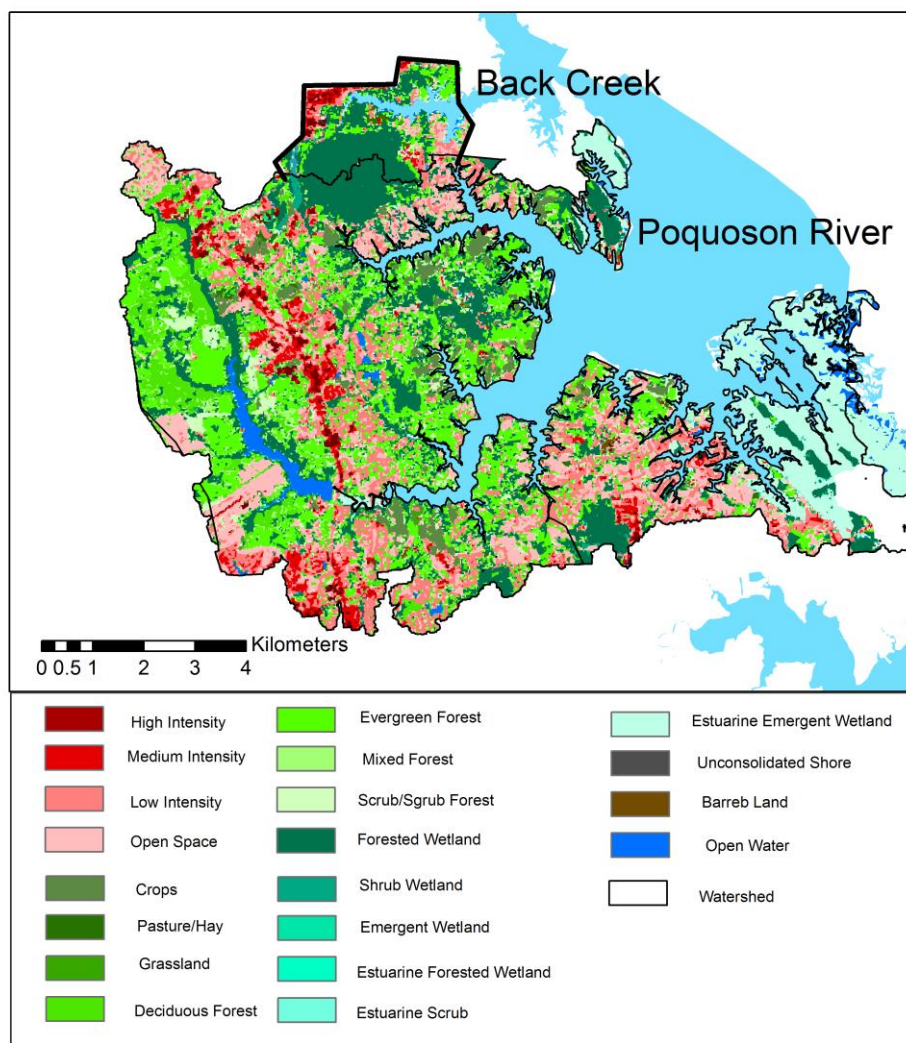 Back Creek
Poquoson River
Kilometers
0 0.5 1 2 3 4
High Intensity
Medium Intensity
Low Intensity
Open Space
Crops
Pasture/Hay
Grassland
Deciduous Forest
Evergreen Forest
Mixed Forest
Scrub/Sgrub Forest
Forested Wetland
Shrub Wetland
Emergent Wetland
Estuarine Forested Wetland
Estuarine Scrub
Estuarine Emergent Wetland
Unconsolidated Shore
Barreb Land
Open Water
Watershed